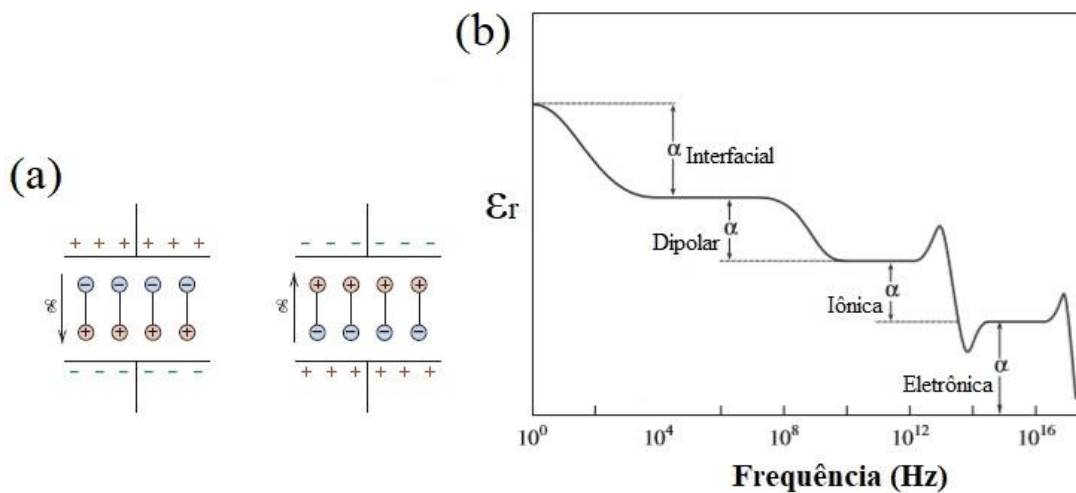 (a)
+ + + + + +
− − − −
ℰ
+ + + +
− − − − − −
− − − − − −
+ + + +
ℰ
− − − −
+ + + + + +
(b)
εr
α Interfacial
α
Dipolar
α
Iônica
α
Eletrônica
10⁰ 10⁴ 10⁸ 10¹² 10¹⁶
Frequência (Hz)